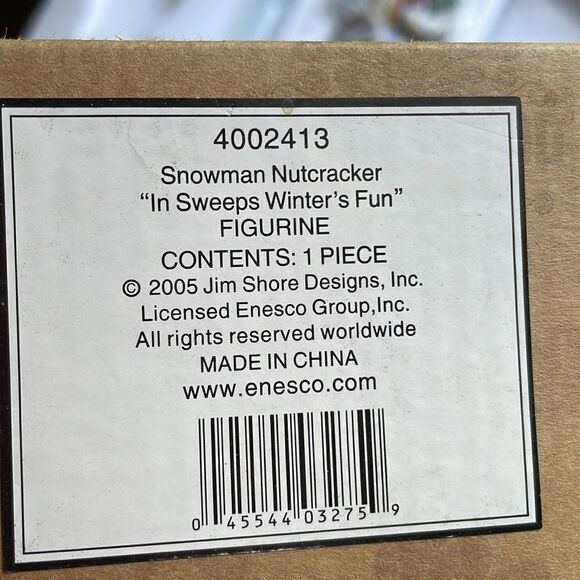 4002413
Snowman Nutcracker
“In Sweeps Winter's Fun”
FIGURINE
CONTENTS: 1 PIECE
© 2005 Jim Shore Designs, Inc.
Licensed Enesco Group,Inc.
All rights reserved worldwide
MADE IN CHINA
www.enesco.com
0 45544 03275 9